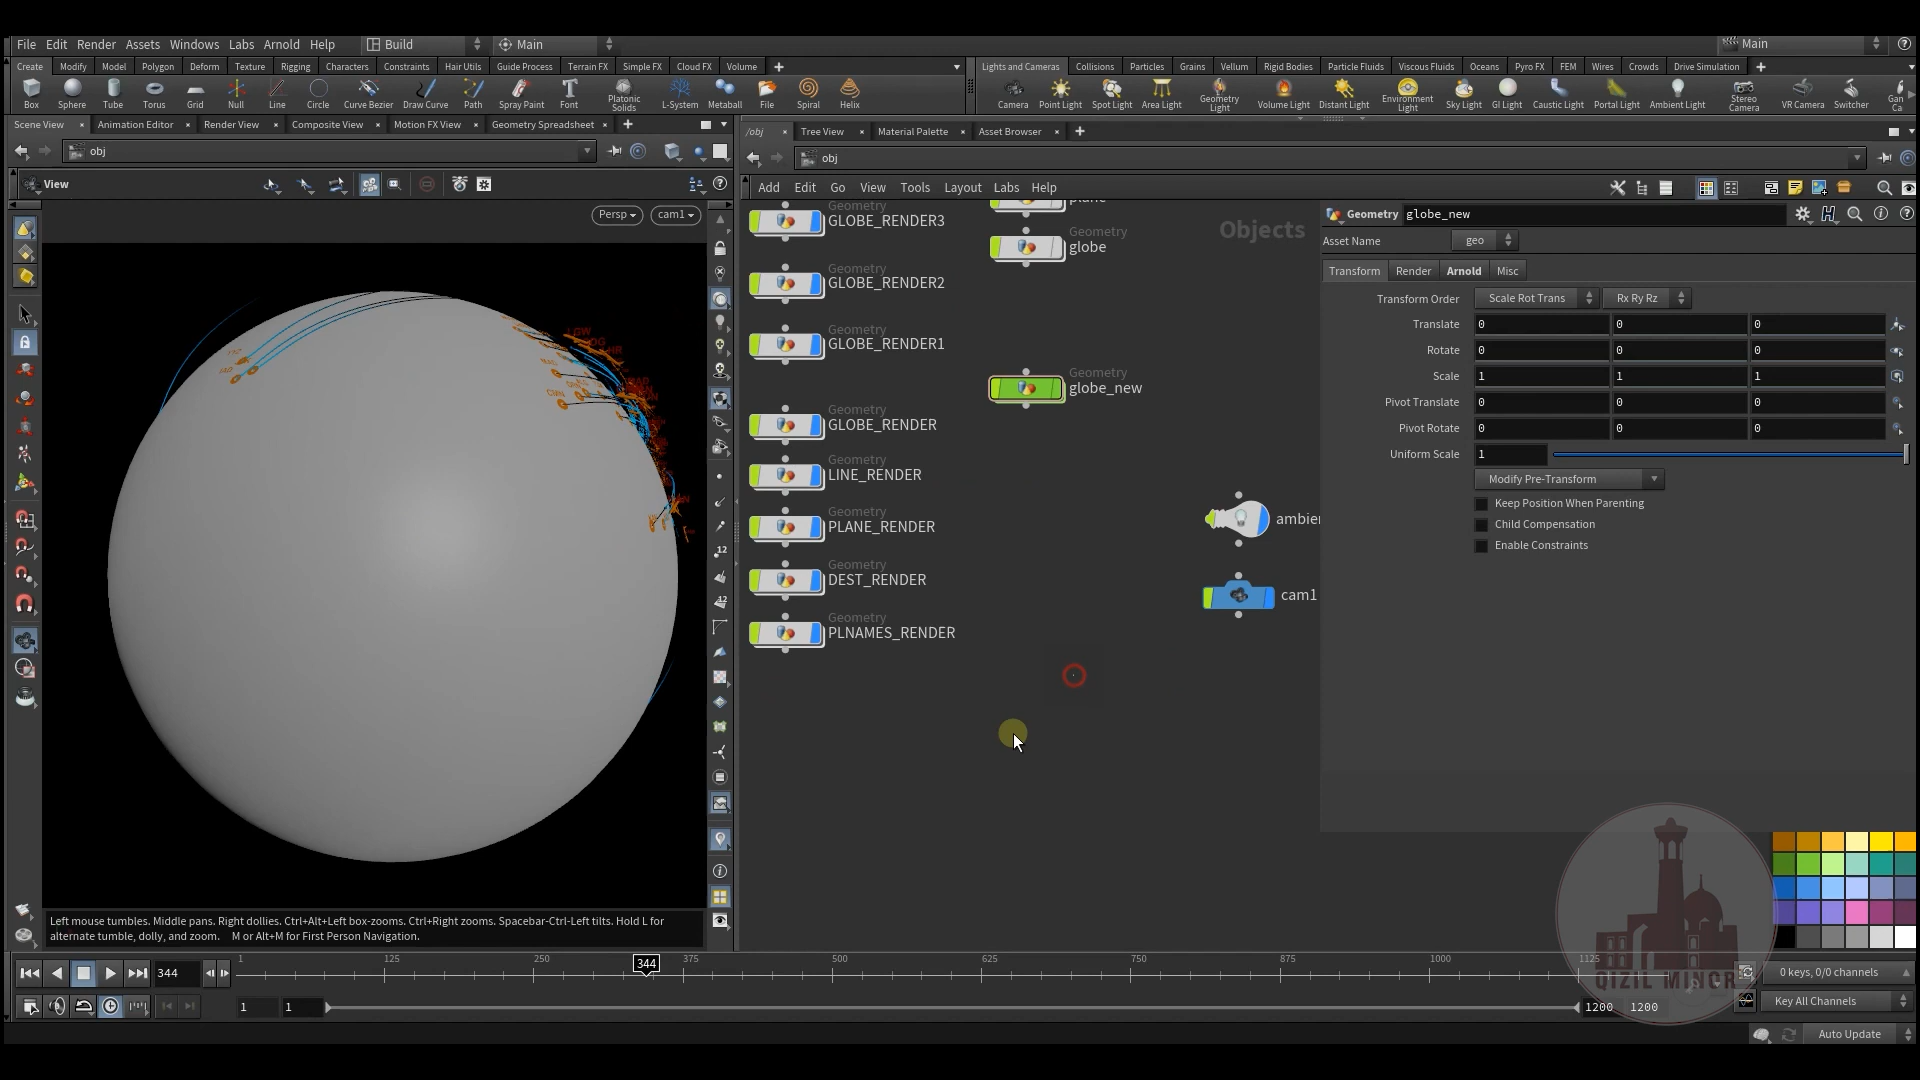 File Edit Render Assets Windows Labs Arnold Help Build Main Main
Create Modify Model Polygon Deform Texture Rigging Characters Constraints Hair Utils Guide Process Terrain FX Simple FX Cloud FX Volume
Lights and Cameras Collisions Particles Grains Vellum Rigid Bodies Particle Fluids Viscous Fluids Oceans Pyro FX FEM Wires Crowds Drive Simulation
Box Sphere Tube Torus Grid Null Line Circle Curve Bezier Draw Curve Path Spray Paint Font Platonic Solids L-System Metaball File Spiral Helix
Camera Point Light Spot Light Area Light Geometry Light Volume Light Distant Light Environment Light Sky Light GI Light Caustic Light Portal Light Ambient Light Stereo Camera VR Camera Switcher Gan Ca
Scene View Animation Editor Render View Composite View Motion FX View Geometry Spreadsheet
/obj Tree View Material Palette Asset Browser
obj
obj
View
Add Edit Go View Tools Layout Labs Help
Persp cam1
Geometry
GLOBE_RENDER3
Geometry
GLOBE_RENDER2
Geometry
GLOBE_RENDER1
Geometry
GLOBE_RENDER
Geometry
LINE_RENDER
Geometry
PLANE_RENDER
Geometry
DEST_RENDER
Geometry
PLNAMES_RENDER
plane
Geometry
globe
Geometry
globe_new
Objects
ambien
cam1
Geometry globe_new
Asset Name geo
Transform Render Arnold Misc
Transform Order Scale Rot Trans Rx Ry Rz
Translate 0 0 0
Rotate 0 0 0
Scale 1 1 1
Pivot Translate 0 0 0
Pivot Rotate 0 0 0
Uniform Scale 1
Modify Pre-Transform
Keep Position When Parenting
Child Compensation
Enable Constraints
LGW
12
12
Left mouse tumbles. Middle pans. Right dollies. Ctrl+Alt+Left box-zooms. Ctrl+Right zooms. Spacebar-Ctrl-Left tilts. Hold L for
alternate tumble, dolly, and zoom. M or Alt+M for First Person Navigation.
344
1 125 250 344 375 500 625 750 875 1000 1125
1 1 1200 1200
QIZIL MINOR
0 keys, 0/0 channels
Key All Channels
Auto Update